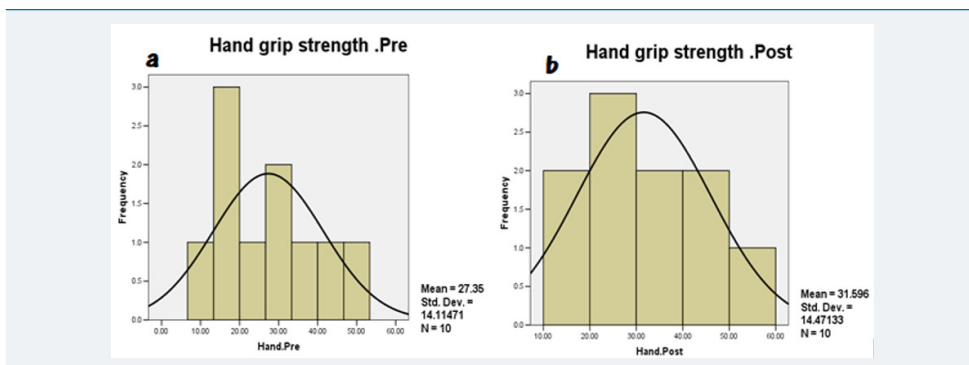 a
Hand grip strength .Pre
Frequency
3.0
2.5
2.0
1.5
1.0
0.5
0.0
0.00 10.00 20.00 30.00 40.00 50.00 60.00
Hand.Pre
Mean = 27.35
Std. Dev. =
14.11471
N = 10
b
Hand grip strength .Post
Frequency
3.0
2.5
2.0
1.5
1.0
0.5
0.0
10.00 20.00 30.00 40.00 50.00 60.00
Hand.Post
Mean = 31.596
Std. Dev. =
14.47133
N = 10